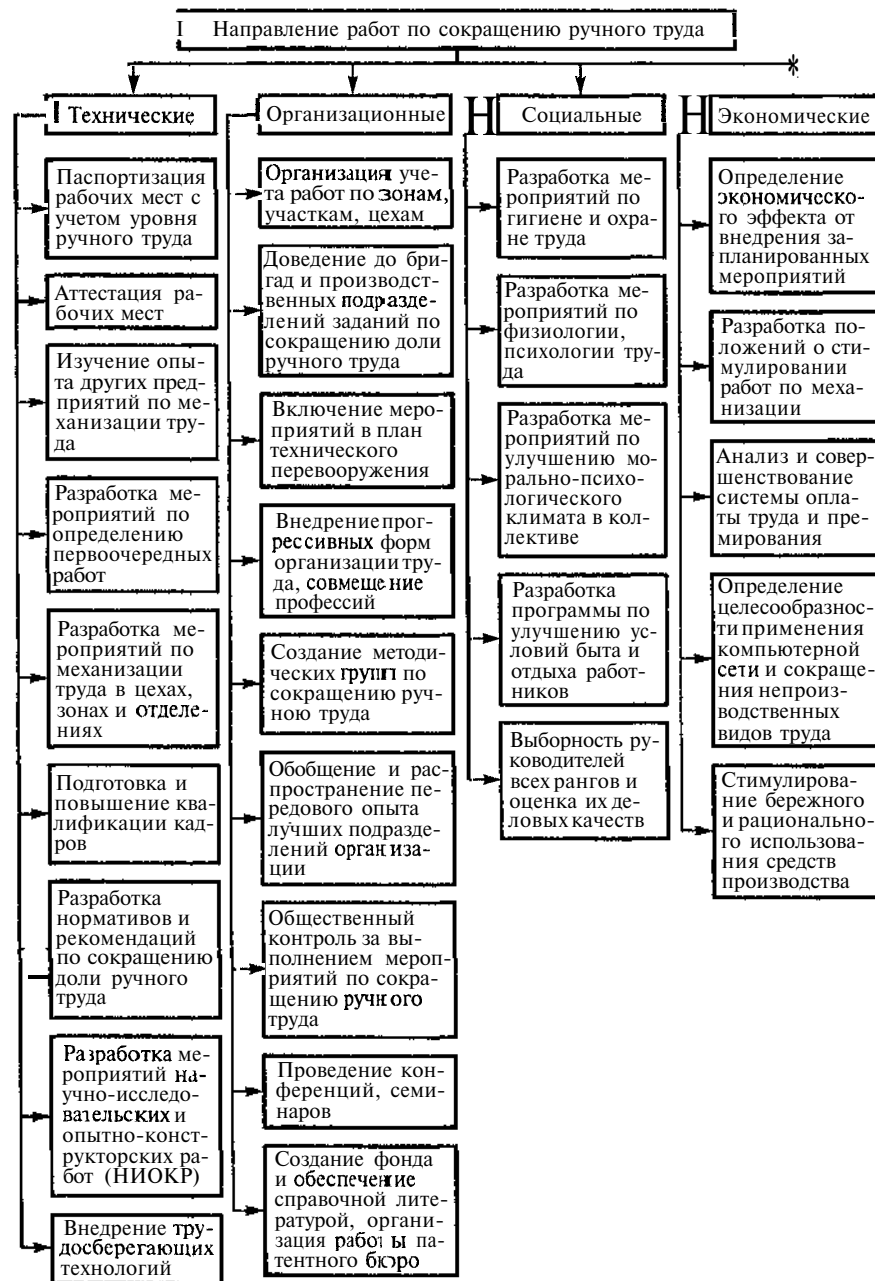 Направление работ по сокращению ручного труда
Технические
Паспортизация
рабочих мест с
учетом уровня
ручного труда
Аттестация ра-
бочих мест
Изучение опы-
та других пред-
приятий по ме-
ханизации тру-
да
Разработка ме-
роприятий по
определению
первоочередных
работ
Разработка ме-
роприятий по
механизации
труда в цехах,
зонах и отделе-
ниях
Подготовка и
повышение ква-
лификации кад-
ров
Разработка
нормативов и
рекомендаций
по сокращению
доли ручного
труда
Разработка ме-
роприятий на-
учно-исследо-
вательских и
опытно-конст-
рукторских ра-
бот (НИОКР)
Внедрение тру-
досберегающих
технологий
Организационные
Организация уче-
та работ по зонам,
участкам, цехам
Доведение до бри-
гад и производст-
венных подразде-
лений заданий по
сокращению доли
ручного труда
Включение меро-
приятий в план
технического
перевооружения
Внедрение прог-
рессивных форм
организации тру-
да, совмещение
профессий
Создание методи-
ческих групп по
сокращению руч-
ною труда
Обобщение и рас-
пространение пе-
редового опыта
лучших подразде-
лений организа-
ции
Общественный
контроль за вы-
полнением мероп-
риятий по сокра-
щению ручного
труда
Проведение кон-
ференций, семи-
наров
Создание фонда
и обеспечение
справочной лите-
ратурой, органи-
зация работы па-
тентного бюро
Социальные
Разработка ме-
роприятий по
гигиене и охра-
не труда
Разработка ме-
роприятий по
физиологии,
психологии тру-
да
Разработка ме-
роприятий по
улучшению мо-
рально-психо-
логического
климата в кол-
лективе
Разработка
программы по
улучшению ус-
ловий быта и
отдыха работ-
ников
Выборность ру-
ководителей
всех рангов и
оценка их де-
ловых качеств
Экономические
Определение
экономическо-
го эффекта от
внедрения за-
планированных
мероприятий
Разработка по-
ложений о сти-
мулировании
работ по меха-
низации
Анализ и совер-
шенствование
системы опла-
ты труда и пре-
мирования
Определение
целесообразнос-
ти применения
компьютерной
сети и сокраще-
ния непроиз-
водственных
видов труда
Стимулирова-
ние бережного
и рационально-
го использова-
ния средств
производства